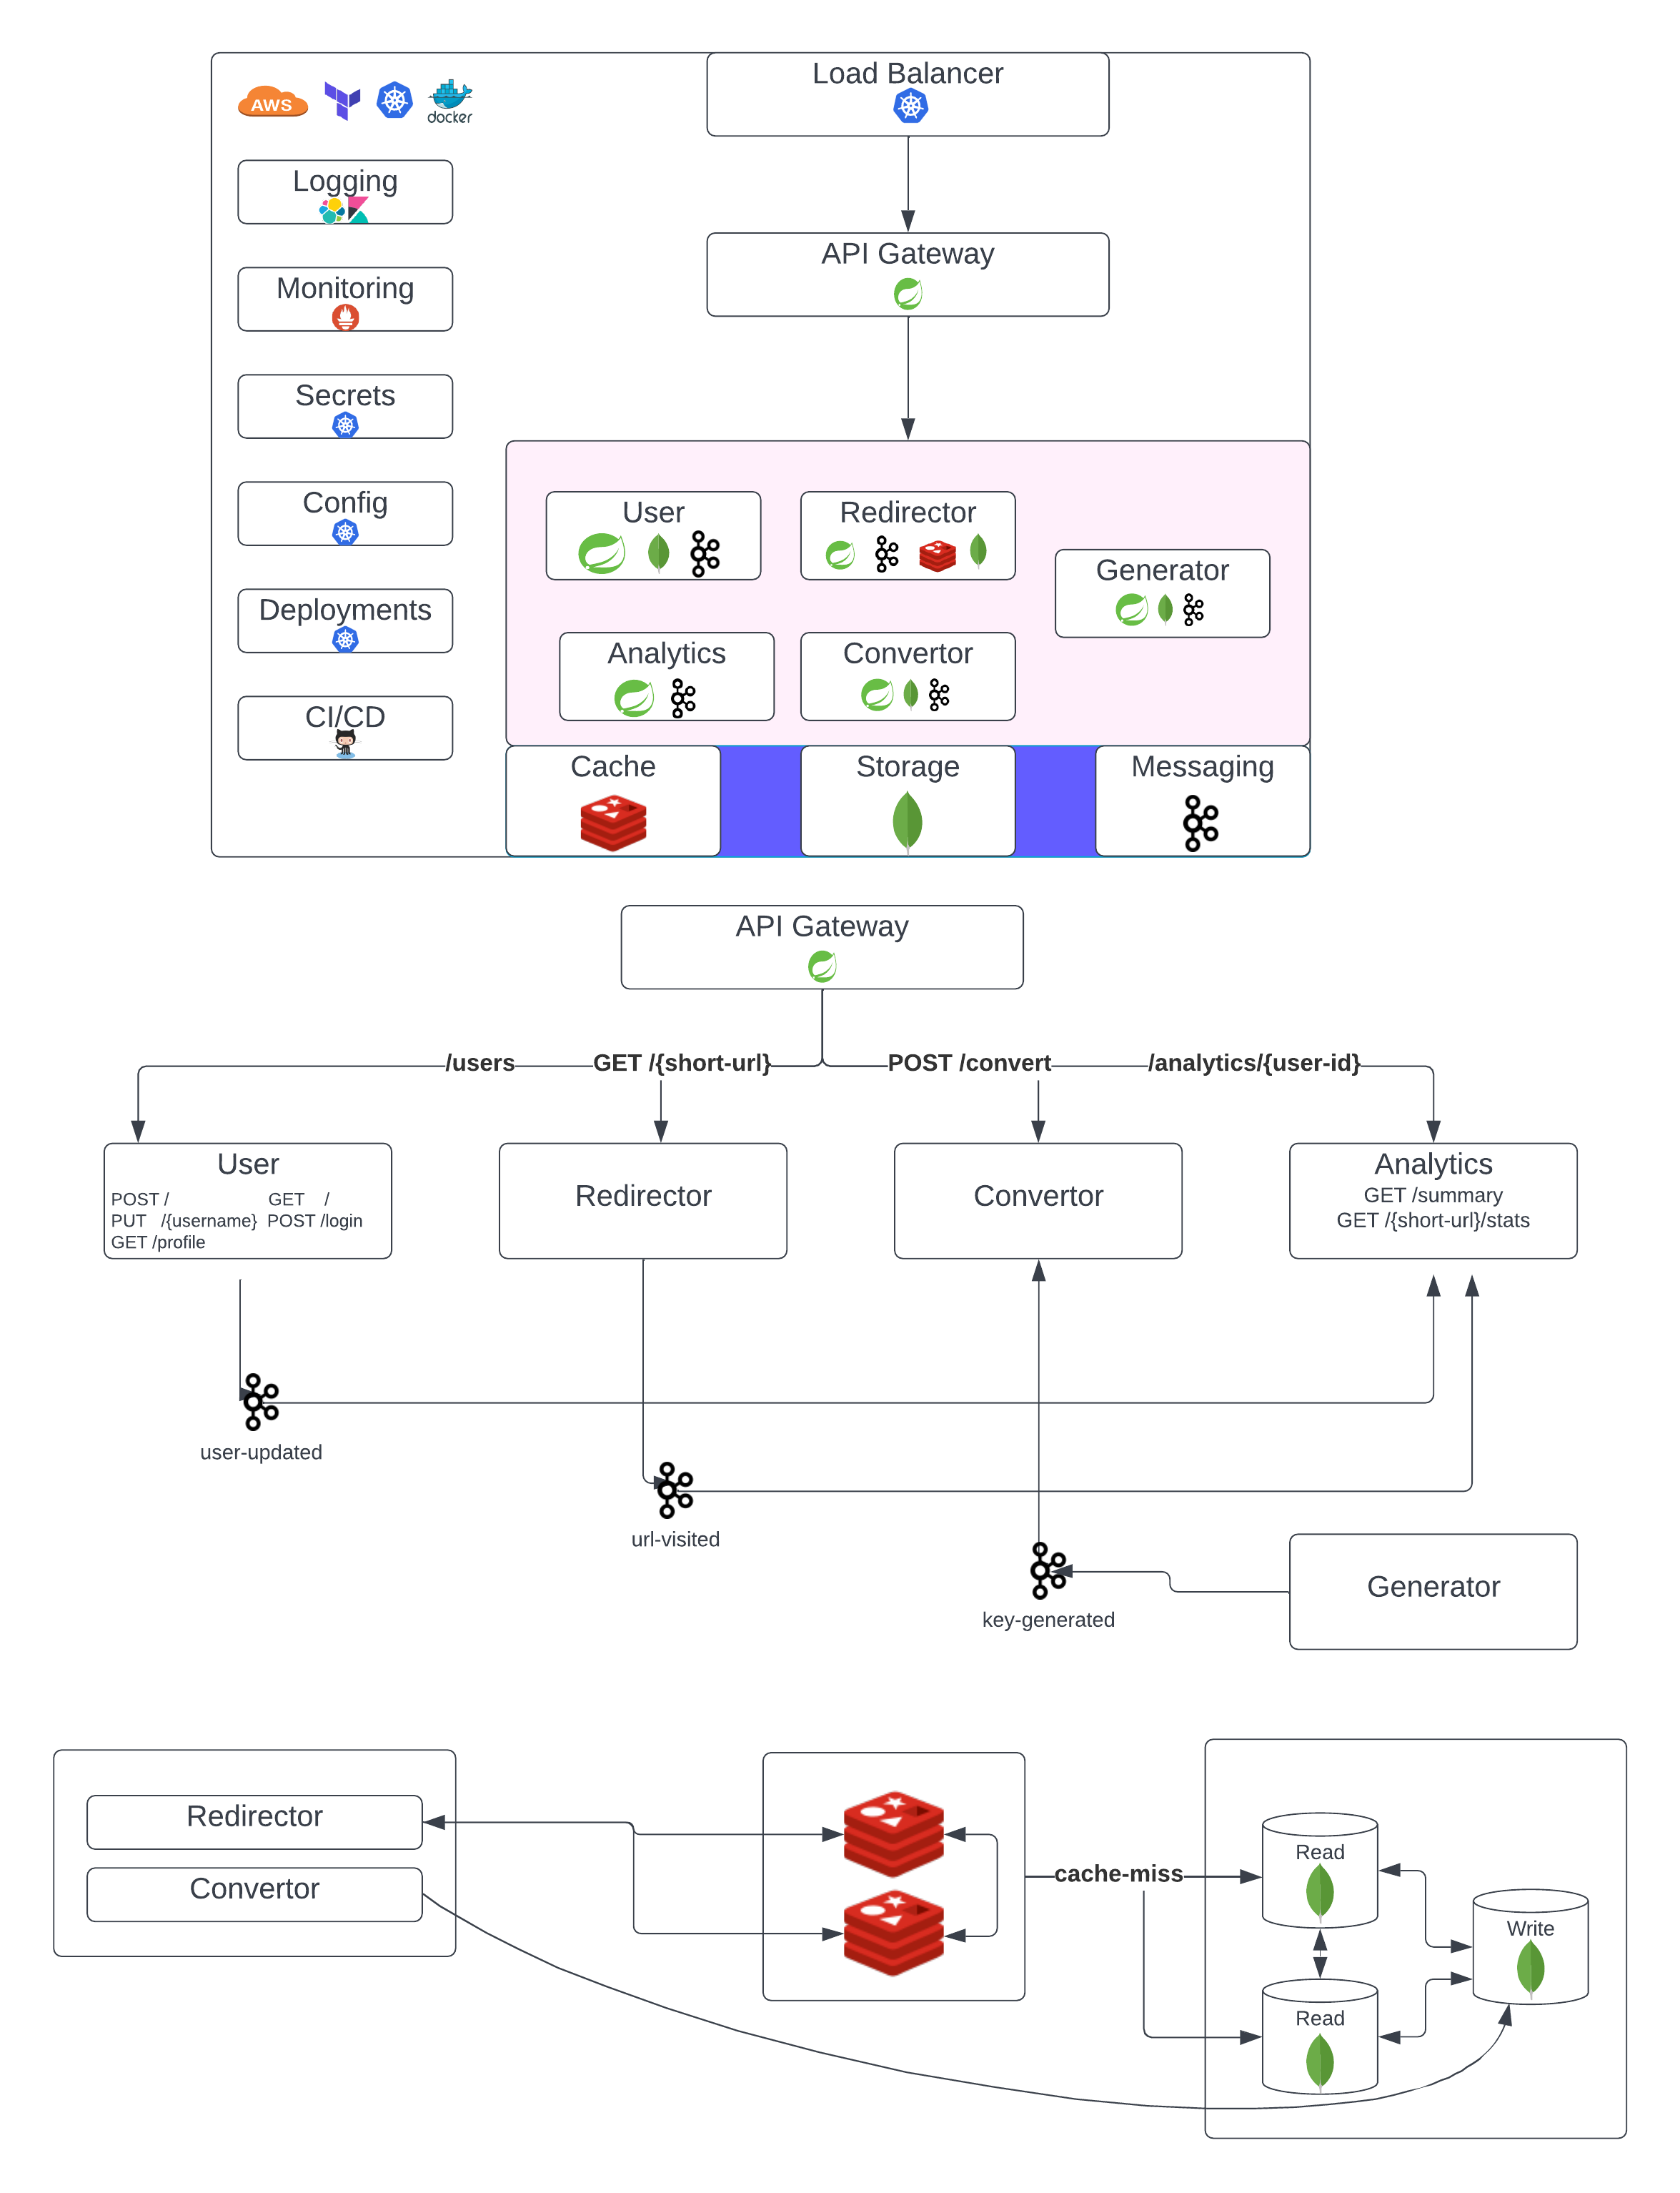 Load Balancer
AWS
docker
Logging
API Gateway
Monitoring
Secrets
User
Redirector
Config
Generator
Deployments
Analytics
Convertor
CI/CD
Cache
Storage
Messaging
API Gateway
/users
GET /{short-url}
POST /convert
/analytics/{user-id}
User
POST / GET /
PUT /{username} POST /login
GET /profile
Redirector
Convertor
Analytics
GET /summary
GET /{short-url}/stats
user-updated
url-visited
Generator
key-generated
Redirector
Convertor
cache-miss
Read
Write
Read